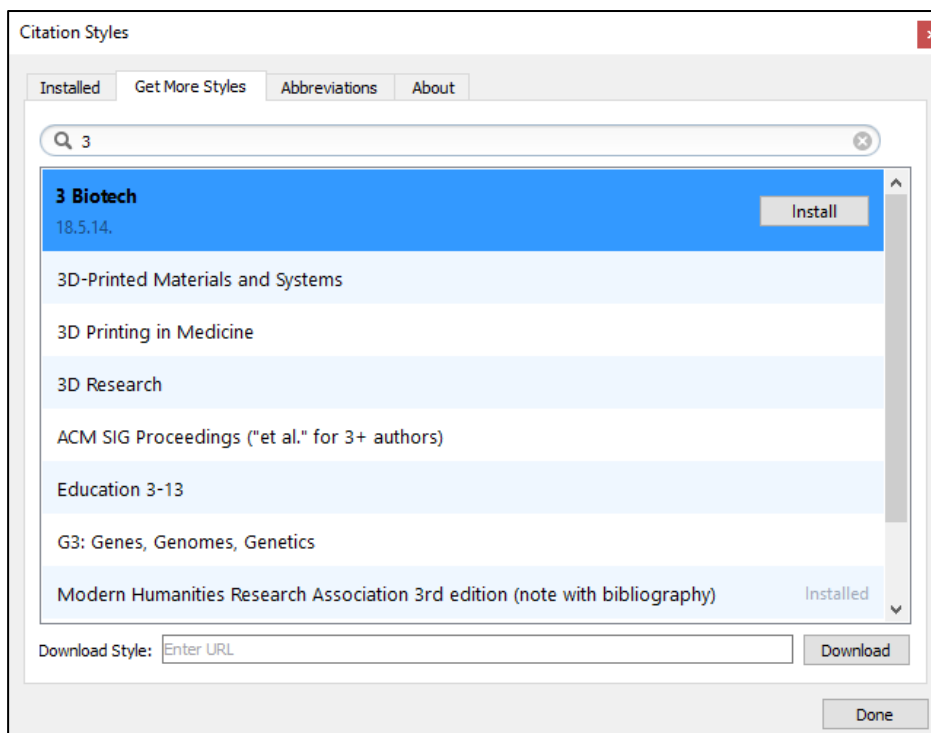 Citation Styles
Installed Get More Styles Abbreviations About
3
3 Biotech
18.5.14.
Install
3D-Printed Materials and Systems
3D Printing in Medicine
3D Research
ACM SIG Proceedings ("et al." for 3+ authors)
Education 3-13
G3: Genes, Genomes, Genetics
Modern Humanities Research Association 3rd edition (note with bibliography) Installed
Download Style: Enter URL Download
Done